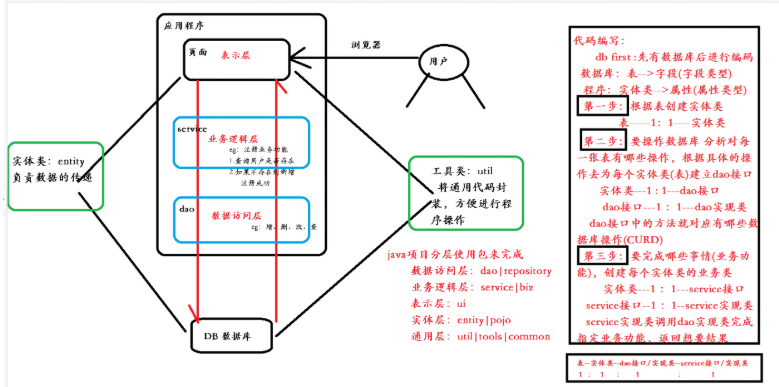 应用程序
页面
表示层
浏览器
用户
service
业务逻辑层
eg: 注册业务功能
1.查询用户是否存在
2.如果不存在则新增
注册成功
dao
数据访问层
eg: 增、删、改、查
实体类: entity
负责数据的传递
工具类: util
将通用代码封
装, 方便进行程
序操作
DB 数据库
java项目分层使用包未完成
数据访问层: dao|repository
业务逻辑层: service|biz
表示层: ui
实体层: entity|pojo
通用层: util|tools|common
代码编写:
db first :先有数据库后进行编码
数据库: 表-->字段(字段类型)
程序: 实体类-->属性(属性类型)
第一步: 根据表创建实体类
表-----1: 1----实体类
第二步: 要操作数据库 分析对每
一张表有哪些操作, 根据具体的操
作去为每个实体类(表)建立dao接口
实体类---1:1---dao接口
dao接口---1: 1---dao实现类
dao接口中的方法就对应有哪些数
据库操作(CURD)
第三步: 要完成哪些事情(业务功
能), 创建每个实体类的业务类
实体类---1: 1---service接口
service接口--1: 1--service实现类
service实现类调用dao实现类完成
指定业务功能, 返回想要结果
表--实体类--dao接口/实现类--service接口/实现类
1 : 1 : 1 : 1